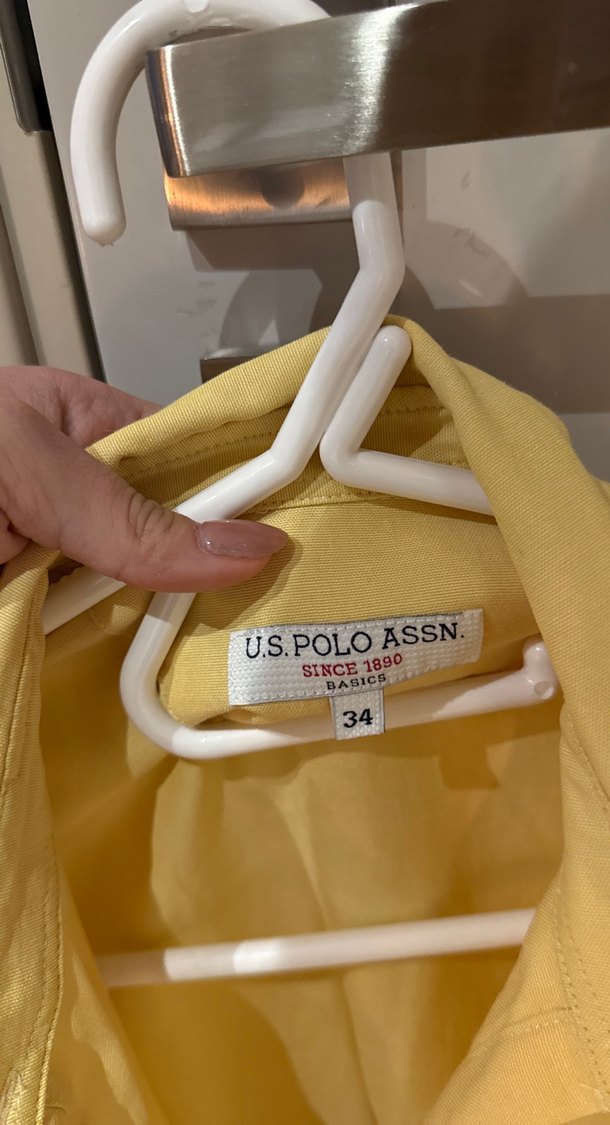 U.S. POLO ASSN.
SINCE 1890
BASICS
34